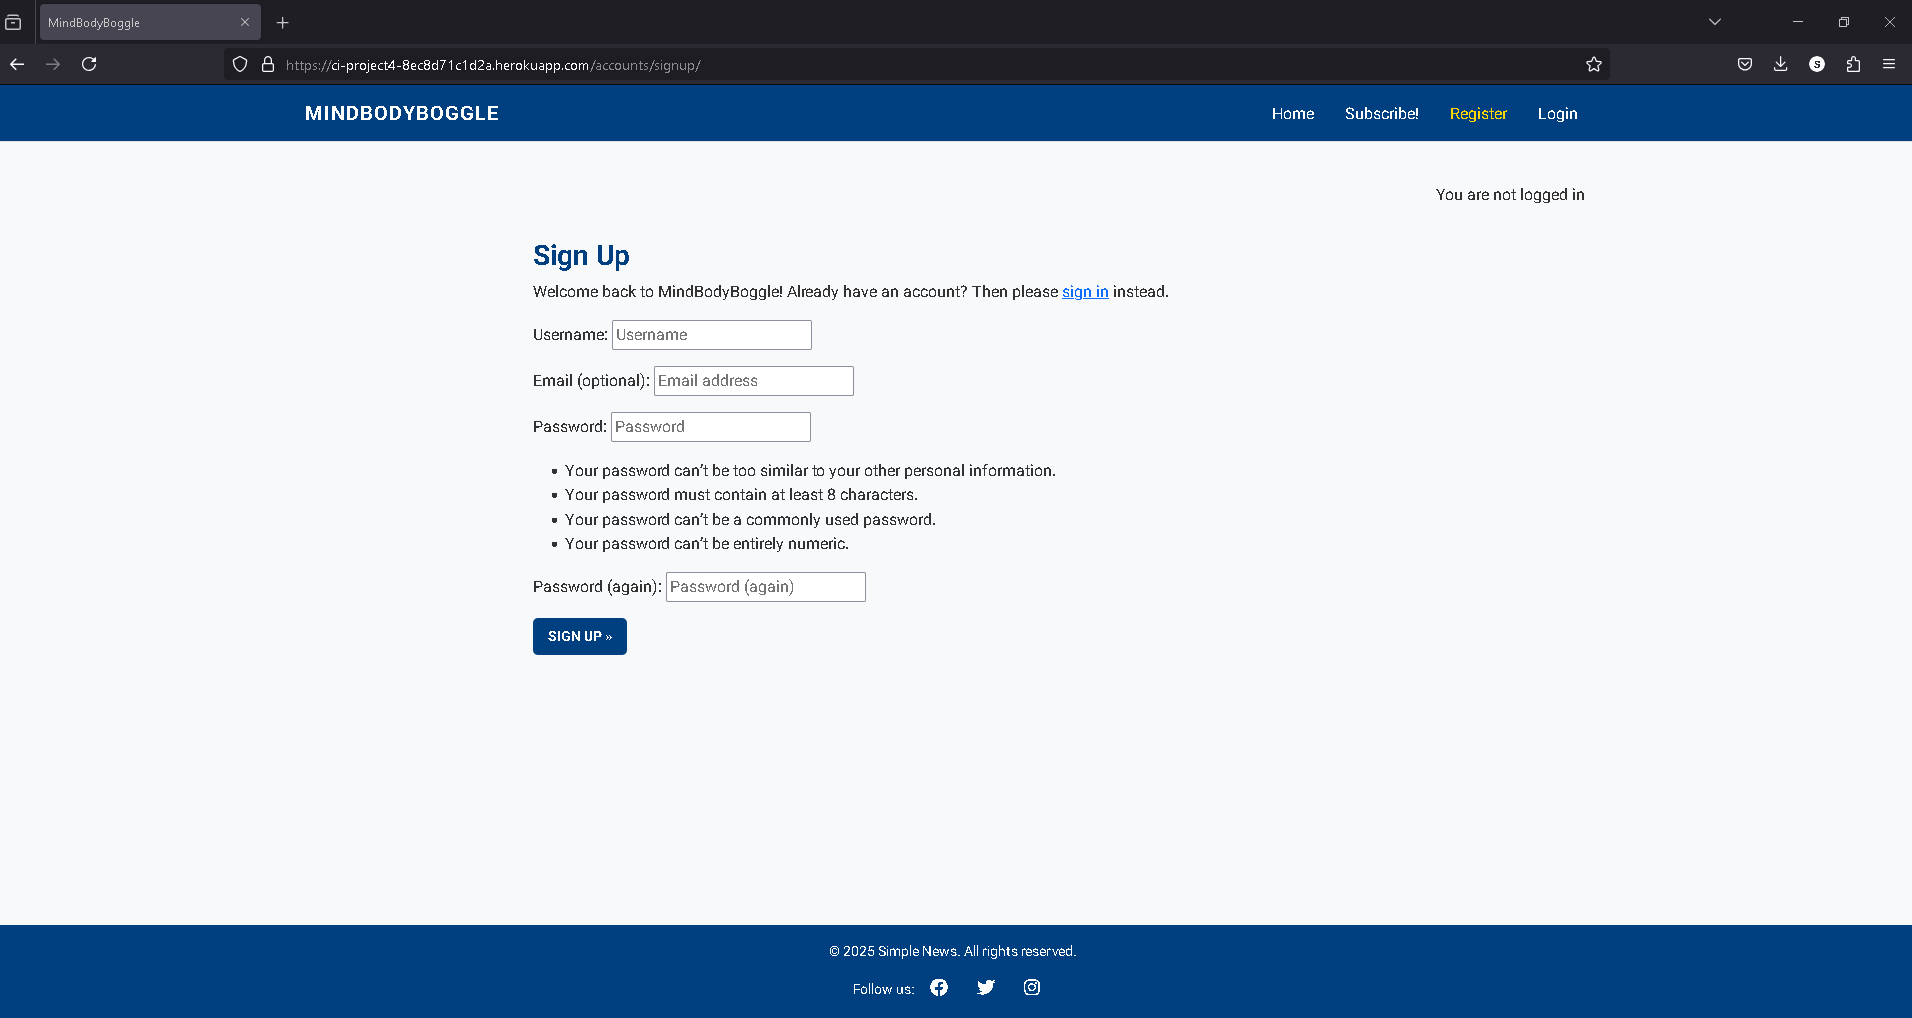 MindBodyBoggle
https://ci-project4-8ec8d71c1d2a.herokuapp.com/accounts/signup/
S
MINDBODYBOGGLE
Home Subscribe! Register Login
You are not logged in
Sign Up
Welcome back to MindBodyBoggle! Already have an account? Then please sign in instead.
Username: Username
Email (optional): Email address
Password: Password
• Your password can’t be too similar to your other personal information.
• Your password must contain at least 8 characters.
• Your password can’t be a commonly used password.
• Your password can’t be entirely numeric.
Password (again): Password (again)
SIGN UP »
© 2025 Simple News. All rights reserved.
Follow us: